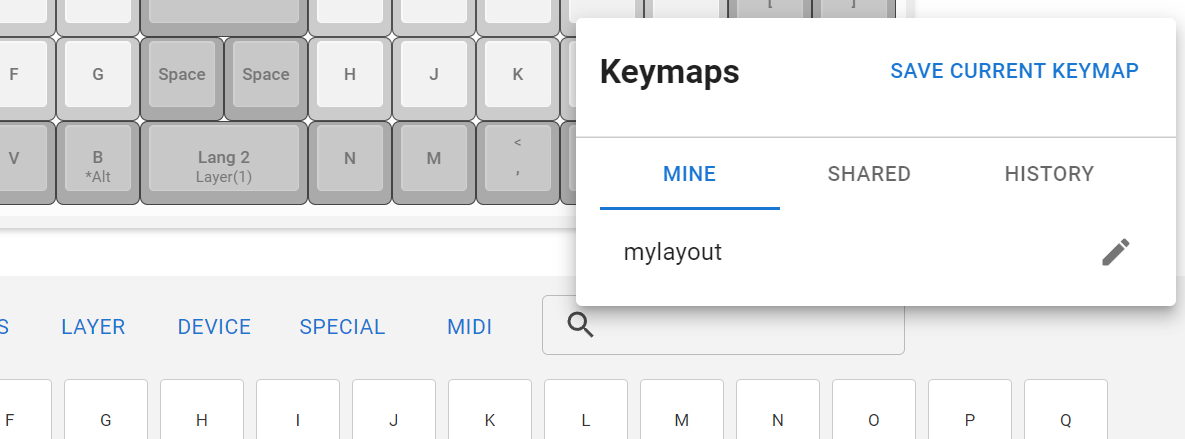 [ ]
Keymaps SAVE CURRENT KEYMAP
F G Space Space H J K
MINE SHARED HISTORY
V B Lang 2 N M <
*Alt Layer(1) ,
mylayout
S LAYER DEVICE SPECIAL MIDI
F G H I J K L M N O P Q